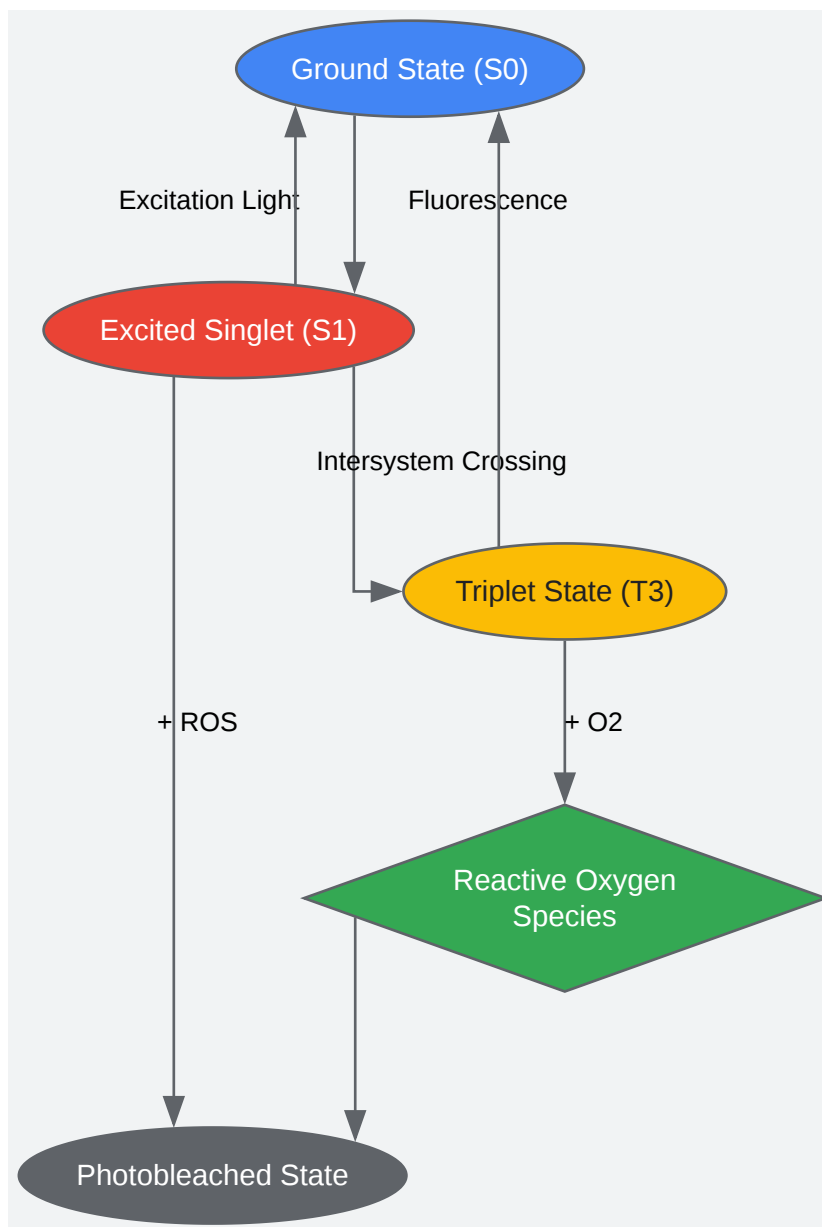 Ground State (S0)
Excitation Light
Fluorescence
Excited Singlet (S1)
Intersystem Crossing
Triplet State (T3)
+ ROS
+ O2
Reactive Oxygen
Species
Photobleached State